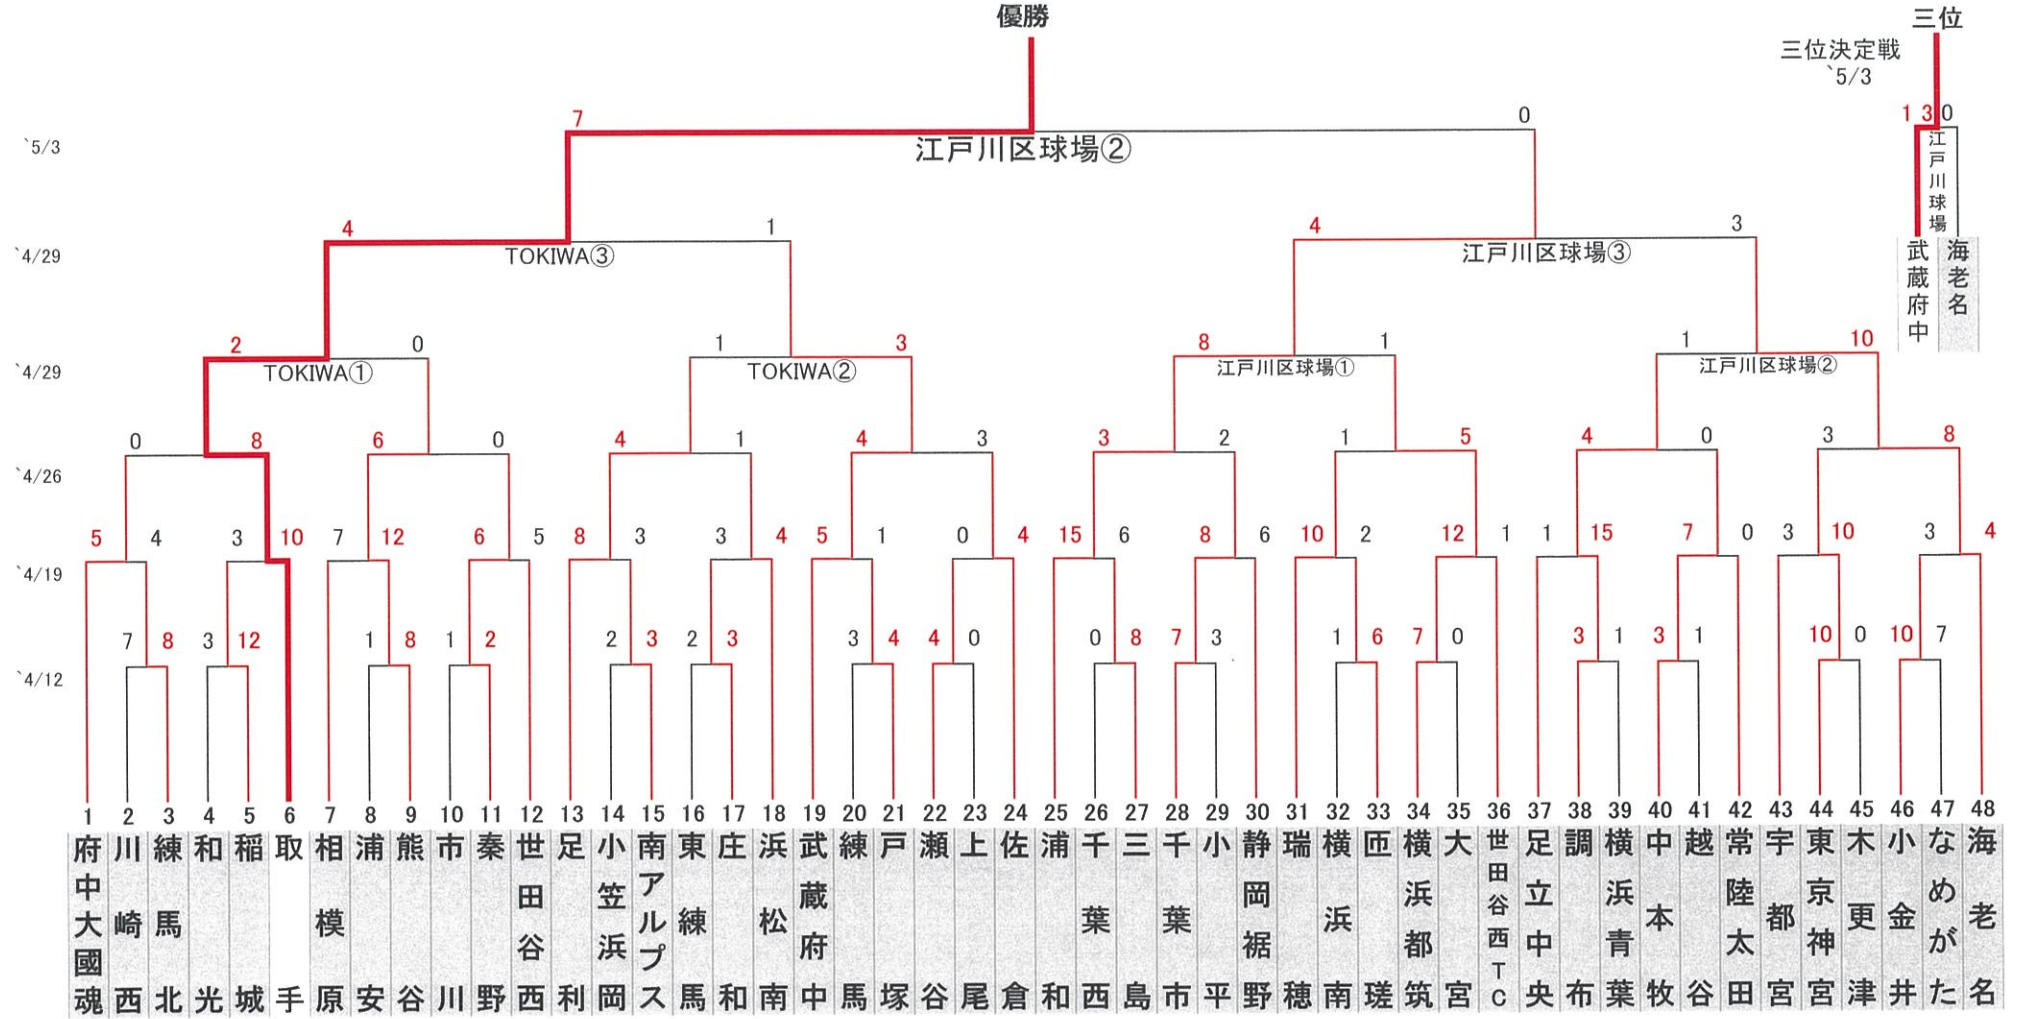 優勝
三位
三位決定戦
`5/3
7 0 1 3 0
`5/3
江戸川区球場②
江戸川球場
武蔵府中
海老名
4 1 4 3
`4/29
TOKIWA③
江戸川区球場③
2 0 1 3 8 1 1 10
`4/29
TOKIWA①
TOKIWA②
江戸川区球場①
江戸川区球場②
0 8 6 0 4 1 4 3 3 2 1 5 4 0 3 8
`4/26
5 4 3 10 7 12 6 5 8 3 3 4 5 1 0 4 15 6 8 6 10 2 12 1 1 15 7 0 3 10 3 4
`4/19
7 8 3 12 1 8 1 2 2 3 2 3 3 4 4 0 0 8 7 3 1 6 7 0 3 1 3 1 10 0 10 7
`4/12
1 2 3 4 5 6 7 8 9 10 11 12 13 14 15 16 17 18 19 20 21 22 23 24 25 26 27 28 29 30 31 32 33 34 35 36 37 38 39 40 41 42 43 44 45 46 47 48
府中大國魂
川崎西
練馬北
和光
稲城
取手
相模原
浦安
熊谷
市川
秦野
世田谷西
足利
小笠浜岡
南アルプス
東練馬
庄和
浜松南
武蔵府中
練馬
戸塚
瀬谷
上尾
佐倉
浦和
千葉西
三島
千葉市
小平
静岡裾野
瑞穂
横浜南
匝瑳
横浜都筑
大宮
世田谷西TC
足立中央
調布
横浜青葉
中本牧
越谷
常陸太田
宇都宮
東京神宮
木更津
小金井
なめがた
海老名